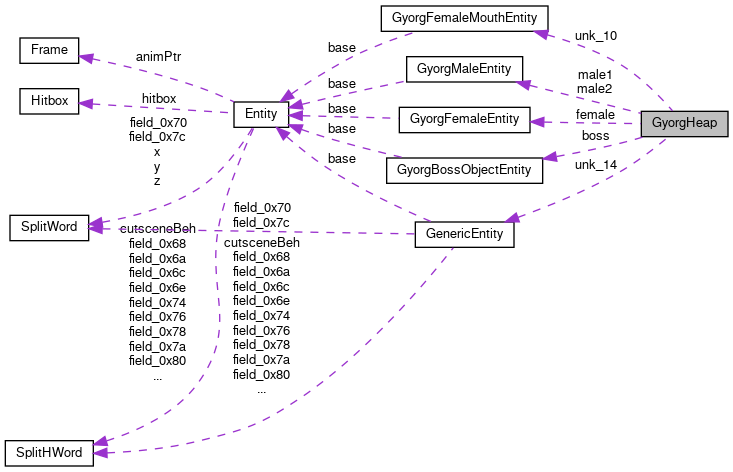 GyorgFemaleMouthEntity
unk_10
Frame
animPtr
base
GyorgMaleEntity
male1
male2
base
Hitbox
hitbox
Entity
base
GyorgFemaleEntity
female
GyorgHeap
field_0x70
field_0x7c
x
y
z
base
boss
GyorgBossObjectEntity
base
unk_14
SplitWord
field_0x70
field_0x7c
GenericEntity
cutsceneBeh
field_0x68
field_0x6a
field_0x6c
field_0x6e
field_0x74
field_0x76
field_0x78
field_0x7a
field_0x80
...
cutsceneBeh
field_0x68
field_0x6a
field_0x6c
field_0x6e
field_0x74
field_0x76
field_0x78
field_0x7a
field_0x80
...
SplitHWord